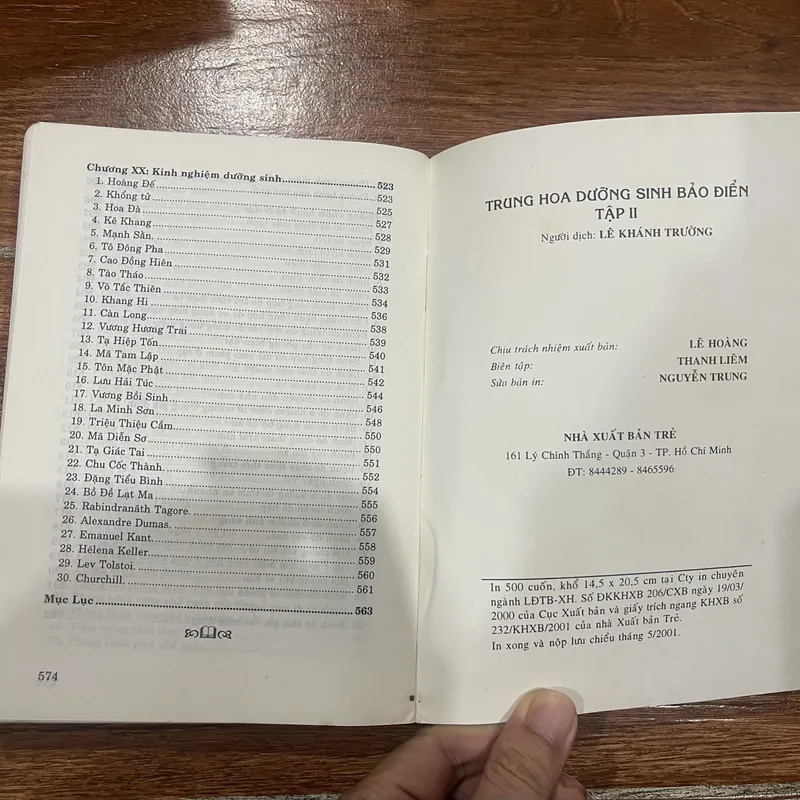 Chương XX: Kinh nghiệm dưỡng sinh..................523
1. Hoàng Đế..................523
2. Khổng tử..................525
3. Hoa Đà..................527
4. Kê Khang..................528
5. Mạnh Sằn...................529
6. Tô Đông Pha..................531
7. Cao Đồng Hiên..................532
8. Tào Tháo..................533
9. Võ Tắc Thiên..................534
10. Khang Hi..................536
11. Càn Long..................538
12. Vương Hương Trai..................539
13. Tạ Hiệp Tốn..................540
14. Mã Tam Lập..................541
15. Tôn Mặc Phật..................542
16. Lưu Hải Túc..................544
17. Vương Bồi Sinh..................546
18. La Minh Sơn..................548
19. Triệu Thiệu Cầm..................550
20. Mã Diễn Sơ..................550
21. Tạ Giác Tai..................551
22. Chu Cốc Thành...................552
23. Đặng Tiểu Bình..................554
24. Bồ Đề Lạt Ma..................555
25. Rabindranăth Tagore...................556
26. Alexandre Dumas...................557
27. Emanuel Kant...................558
28. Hélena Keller..................559
29. Lev Tolstoi...................560
30. Churchill...................561
Mục Lục..................563
574
TRUNG HOA DƯỠNG SINH BẢO ĐIỂN
TẬP II
Người dịch: LÊ KHÁNH TRƯỜNG
Chịu trách nhiệm xuất bản: LÊ HOÀNG
Biên tập: THANH LIÊM
Sửa bản in: NGUYỄN TRUNG
NHÀ XUẤT BẢN TRẺ
161 Lý Chính Thắng - Quận 3 - TP. Hồ Chí Minh
ĐT: 8444289 - 8465596
In 500 cuốn, khổ 14,5 x 20,5 cm tại Cty in chuyên
ngành LĐTB-XH. Số ĐKKHXB 206/CXB ngày 19/03/
2000 của Cục Xuất bản và giấy trích ngang KHXB số
232/KHXB/2001 của nhà Xuất bản Trẻ.
In xong và nộp lưu chiểu tháng 5/2001.